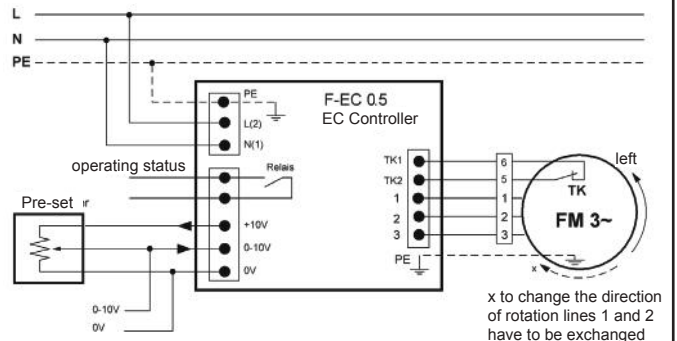 L
N
PE
PE
L(2)
N(1)
F-EC 0.5
EC Controller
operating status
Relais
Pre-set
+10V
0-10V
0V
0-10V
0V
TK1
TK2
1
2
3
PE
6
5
1
2
3
left
TK
FM 3~
x
x to change the direction
of rotation lines 1 and 2
have to be exchanged